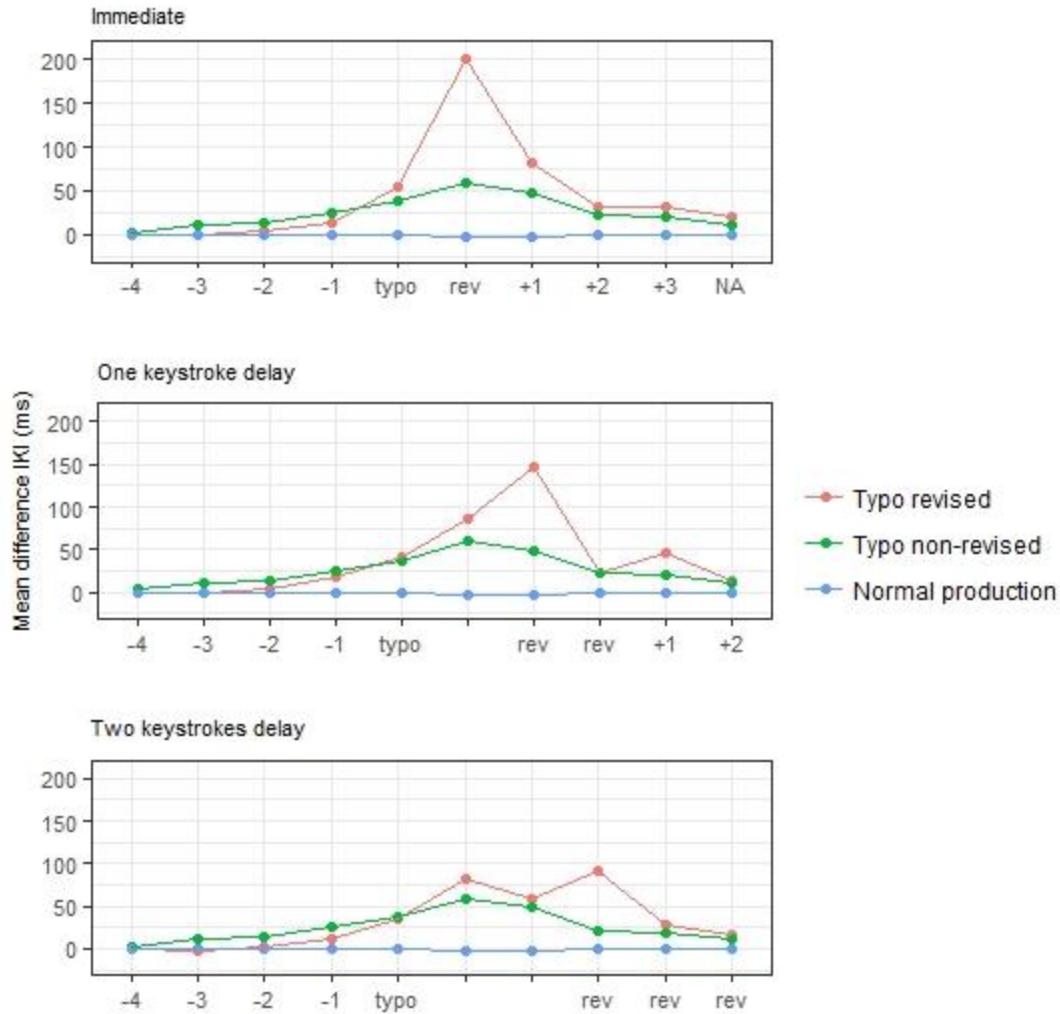 Immediate
200
150
100
50
0
-4 -3 -2 -1 typo rev +1 +2 +3 NA
One keystroke delay
Mean difference IKI (ms)
200
150
100
50
0
-4 -3 -2 -1 typo rev rev +1 +2
Typo revised
Typo non-revised
Normal production
Two keystrokes delay
200
150
100
50
0
-4 -3 -2 -1 typo rev rev rev